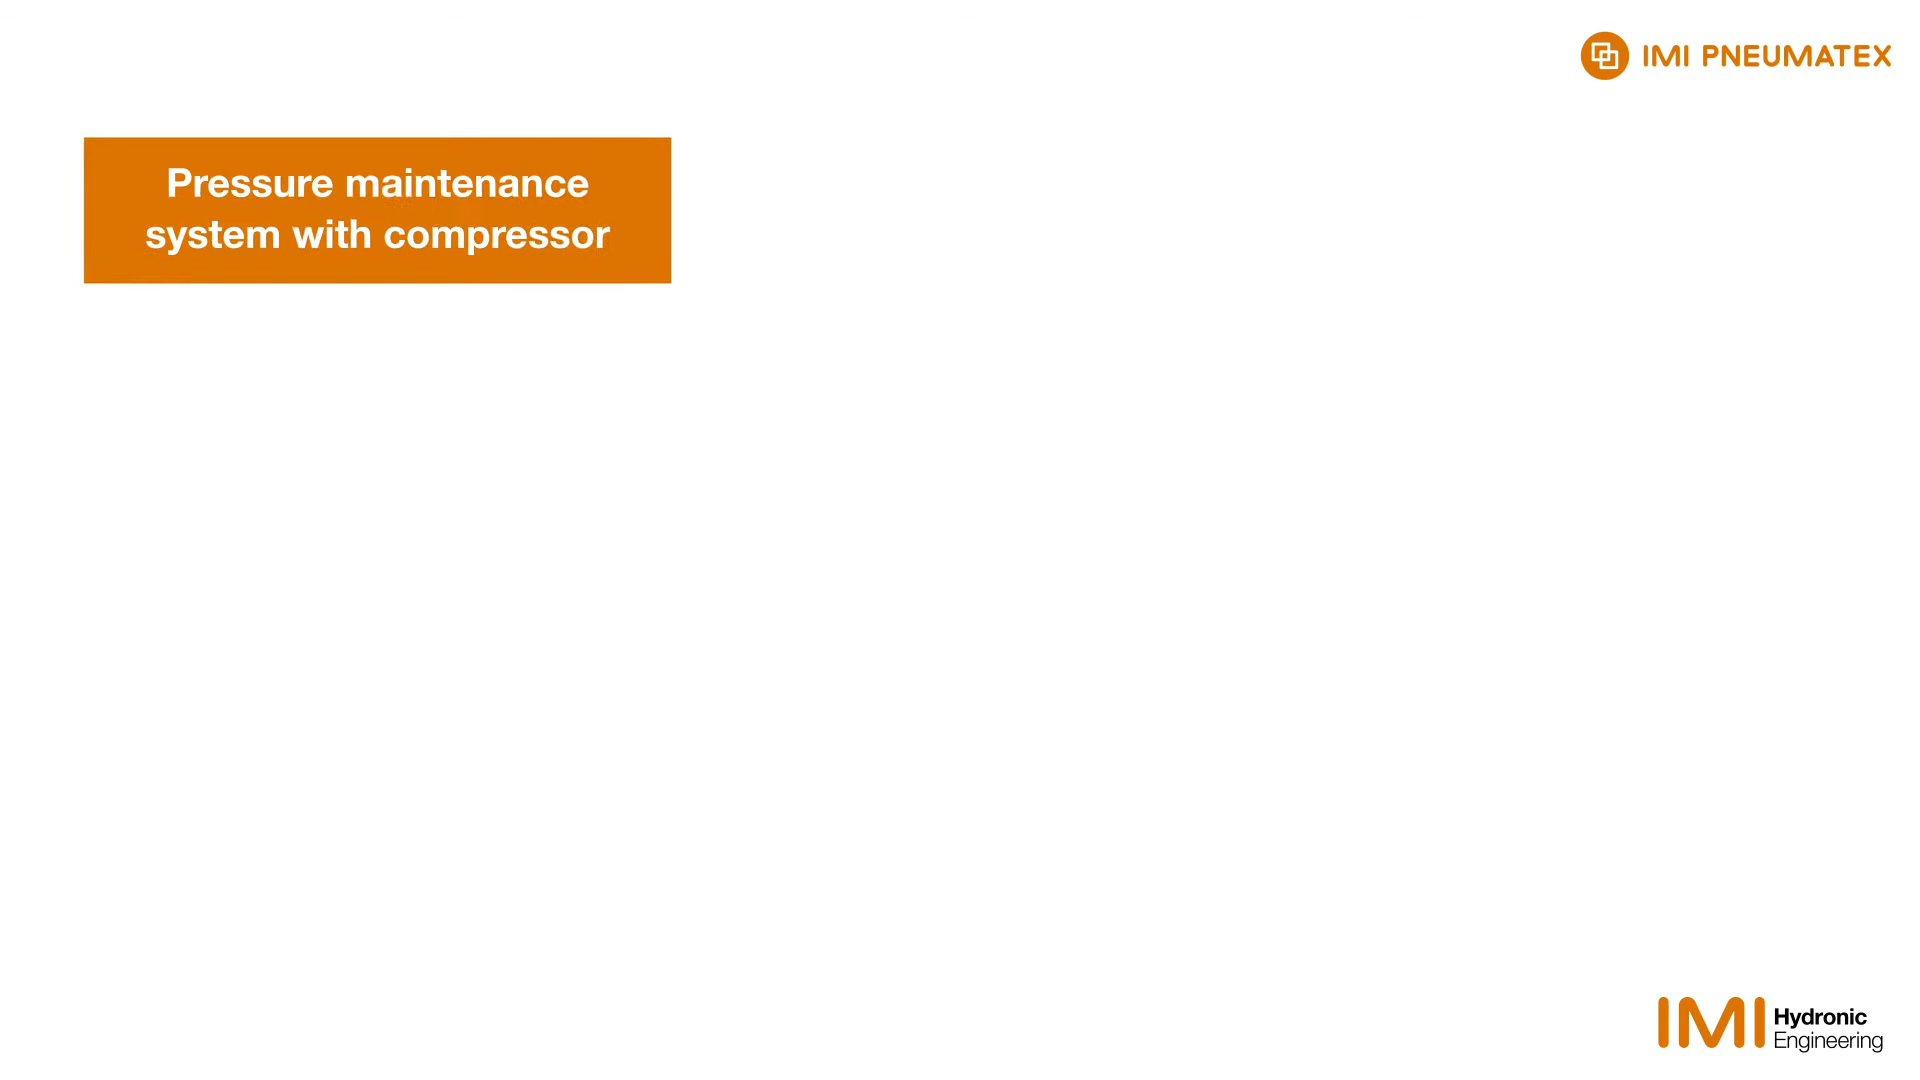 IMI PNEUMATEX
Pressure maintenance
system with compressor
IMI Hydronic
Engineering